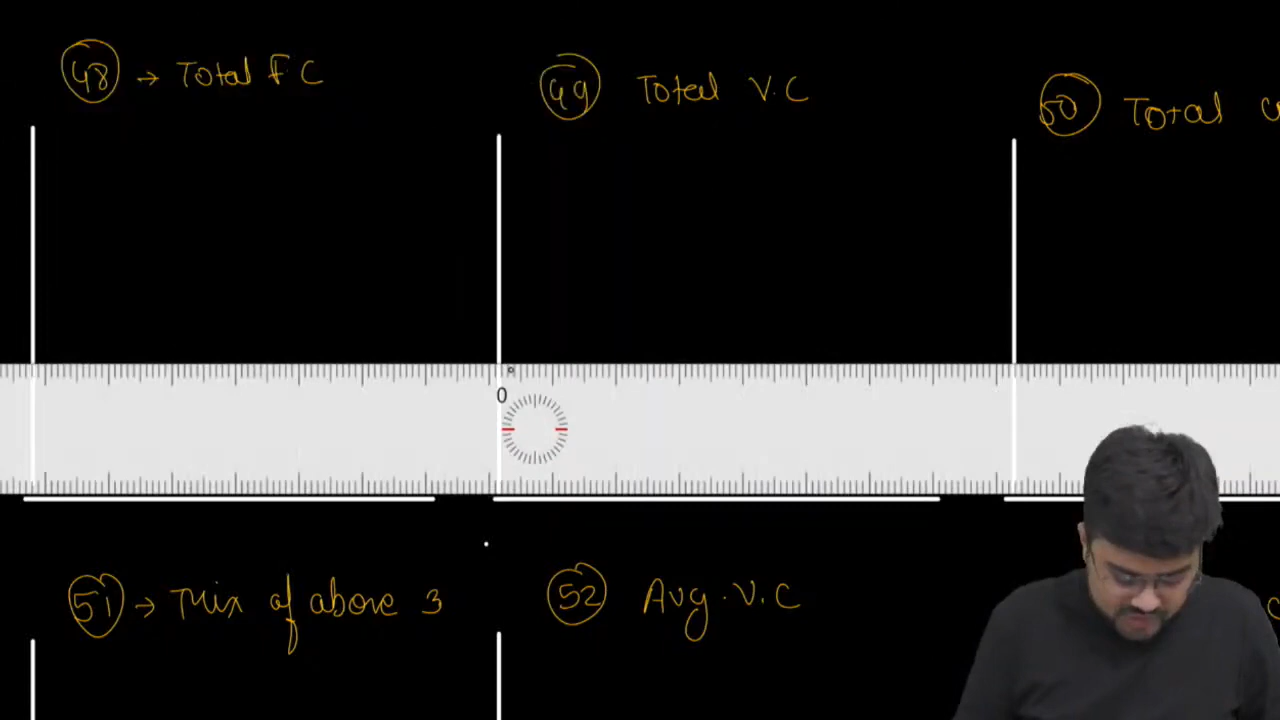 48 → Total F.C
49 Total V.C
50 Total
0°
51 → Mix of above 3
52 Avg. V.C